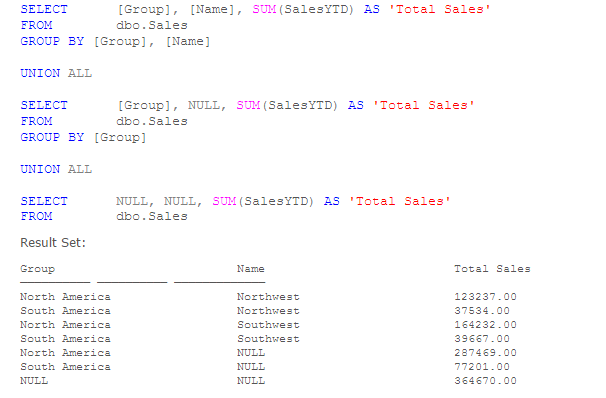 SELECT [Group], [Name], SUM(SalesYTD) AS 'Total Sales'
FROM dbo.Sales
GROUP BY [Group], [Name]
UNION ALL
SELECT [Group], NULL, SUM(SalesYTD) AS 'Total Sales'
FROM dbo.Sales
GROUP BY [Group]
UNION ALL
SELECT NULL, NULL, SUM(SalesYTD) AS 'Total Sales'
FROM dbo.Sales
Result Set:
Group Name Total Sales
North America Northwest 123237.00
South America Northwest 37534.00
North America Southwest 164232.00
South America Southwest 39667.00
North America NULL 287469.00
South America NULL 77201.00
NULL NULL 364670.00